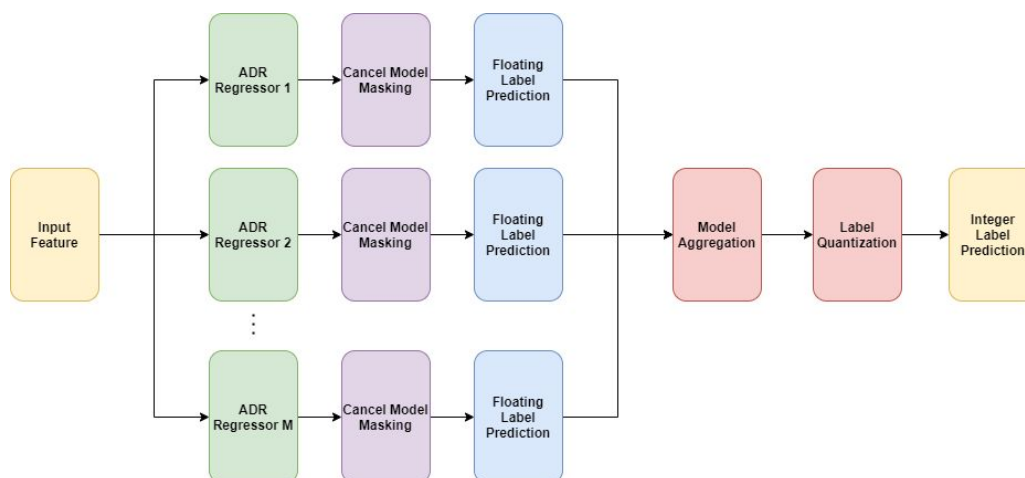 ADR
Regressor 1
Cancel Model
Masking
Floating
Label
Prediction
Input
Feature
ADR
Regressor 2
Cancel Model
Masking
Floating
Label
Prediction
Model
Aggregation
Label
Quantization
Integer
Label
Prediction
ADR
Regressor M
Cancel Model
Masking
Floating
Label
Prediction